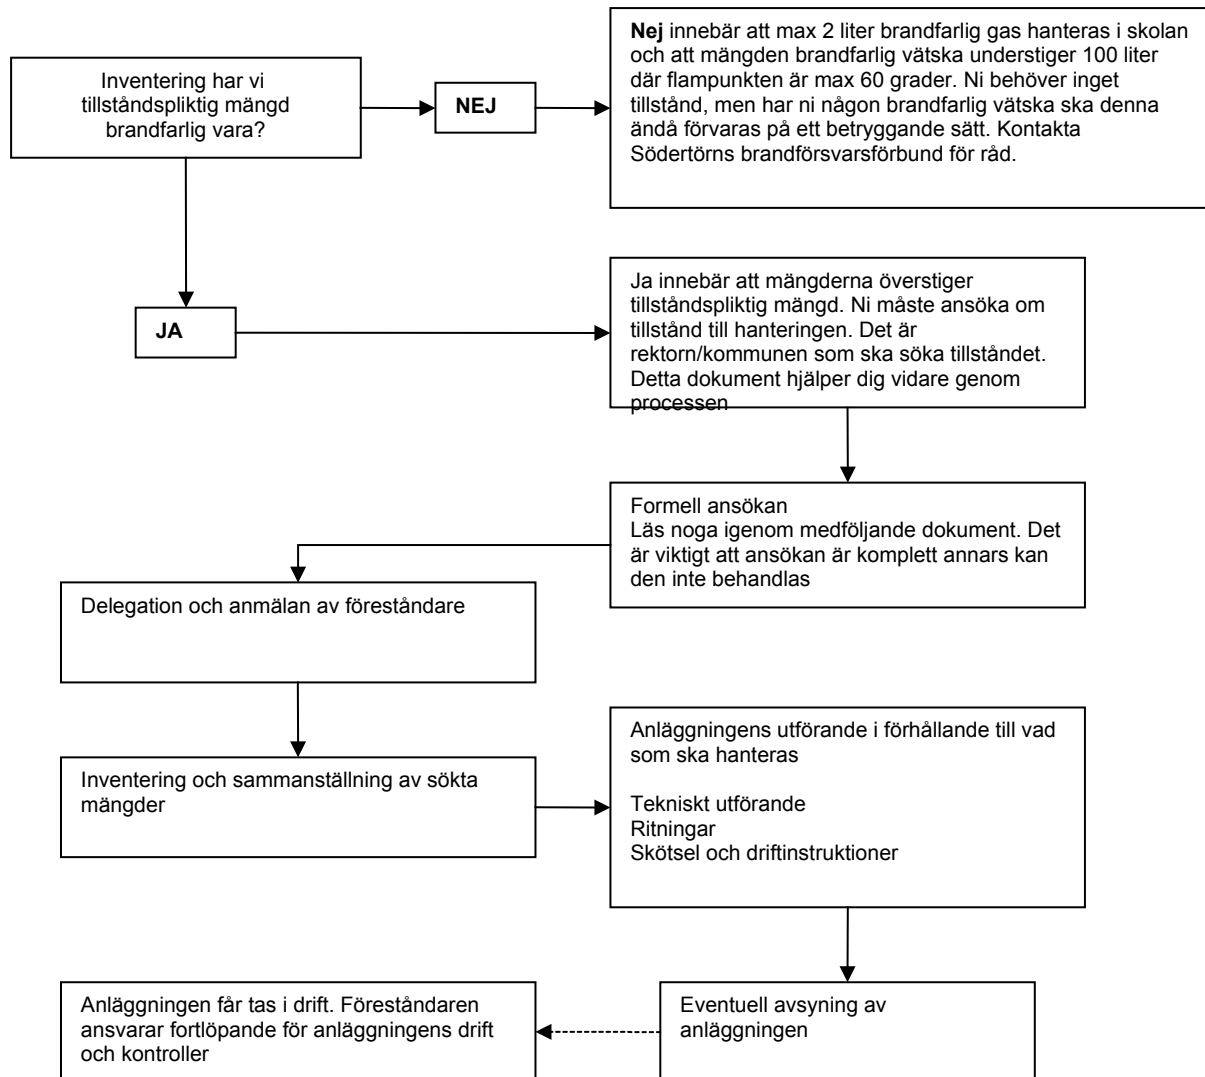 Inventering har vi
tillståndspliktig mängd
brandfarlig vara?
NEJ
Nej innebär att max 2 liter brandfarlig gas hanteras i skolan
och att mängden brandfarlig vätska understiger 100 liter
där flampunkten är max 60 grader. Ni behöver inget
tillstånd, men har ni någon brandfarlig vätska ska denna
ändå förvaras på ett betryggande sätt. Kontakta
Södertörns brandförsvarsförbund för råd.
JA
Ja innebär att mängderna överstiger
tillståndspliktig mängd. Ni måste ansöka om
tillstånd till hanteringen. Det är
rektorn/kommunen som ska söka tillståndet.
Detta dokument hjälper dig vidare genom
processen
Formell ansökan
Läs noga igenom medföljande dokument. Det
är viktigt att ansökan är komplett annars kan
den inte behandlas
Delegation och anmälan av föreståndare
Inventering och sammanställning av sökta
mängder
Anläggningens utförande i förhållande till vad
som ska hanteras
Tekniskt utförande
Ritningar
Skötsel och driftinstruktioner
Eventuell avsyning av
anläggningen
Anläggningen får tas i drift. Föreståndaren
ansvarar fortlöpande för anläggningens drift
och kontroller